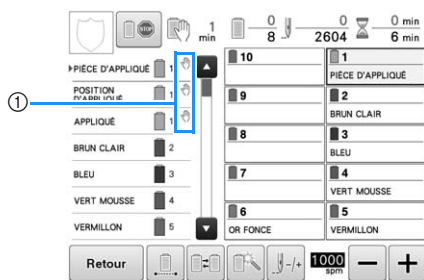 1 min
0 8
0 2604
0 min 6 min
PIÈCE D'APPLIQUÉ 1
POSITION D'APPLIQUÉ 1
APPLIQUÉ 1
BRUN CLAIR 2
BLEU 3
VERT MOUSSE 4
VERMILLON 5
①
10
1 PIÈCE D'APPLIQUÉ
9
2 BRUN CLAIR
8
3 BLEU
7
4 VERT MOUSSE
6 OR FONCE
5 VERMILLON
Retour
-/+
1000 spm
− +